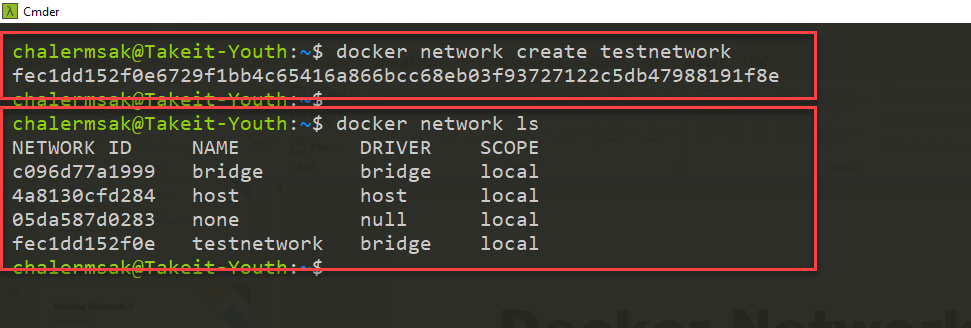 λ Cmder
chalermsak@Takeit-Youth:~$ docker network create testnetwork
fec1dd152f0e6729f1bb4c65416a866bcc68eb03f93727122c5db47988191f8e
chalermsak@Takeit-Youth:~$
chalermsak@Takeit-Youth:~$ docker network ls
NETWORK ID     NAME          DRIVER    SCOPE
c096d77a1999   bridge        bridge    local
4a8130cfd284   host          host      local
05da587d0283   none          null      local
fec1dd152f0e   testnetwork   bridge    local
chalermsak@Takeit-Youth:~$
Docker Network